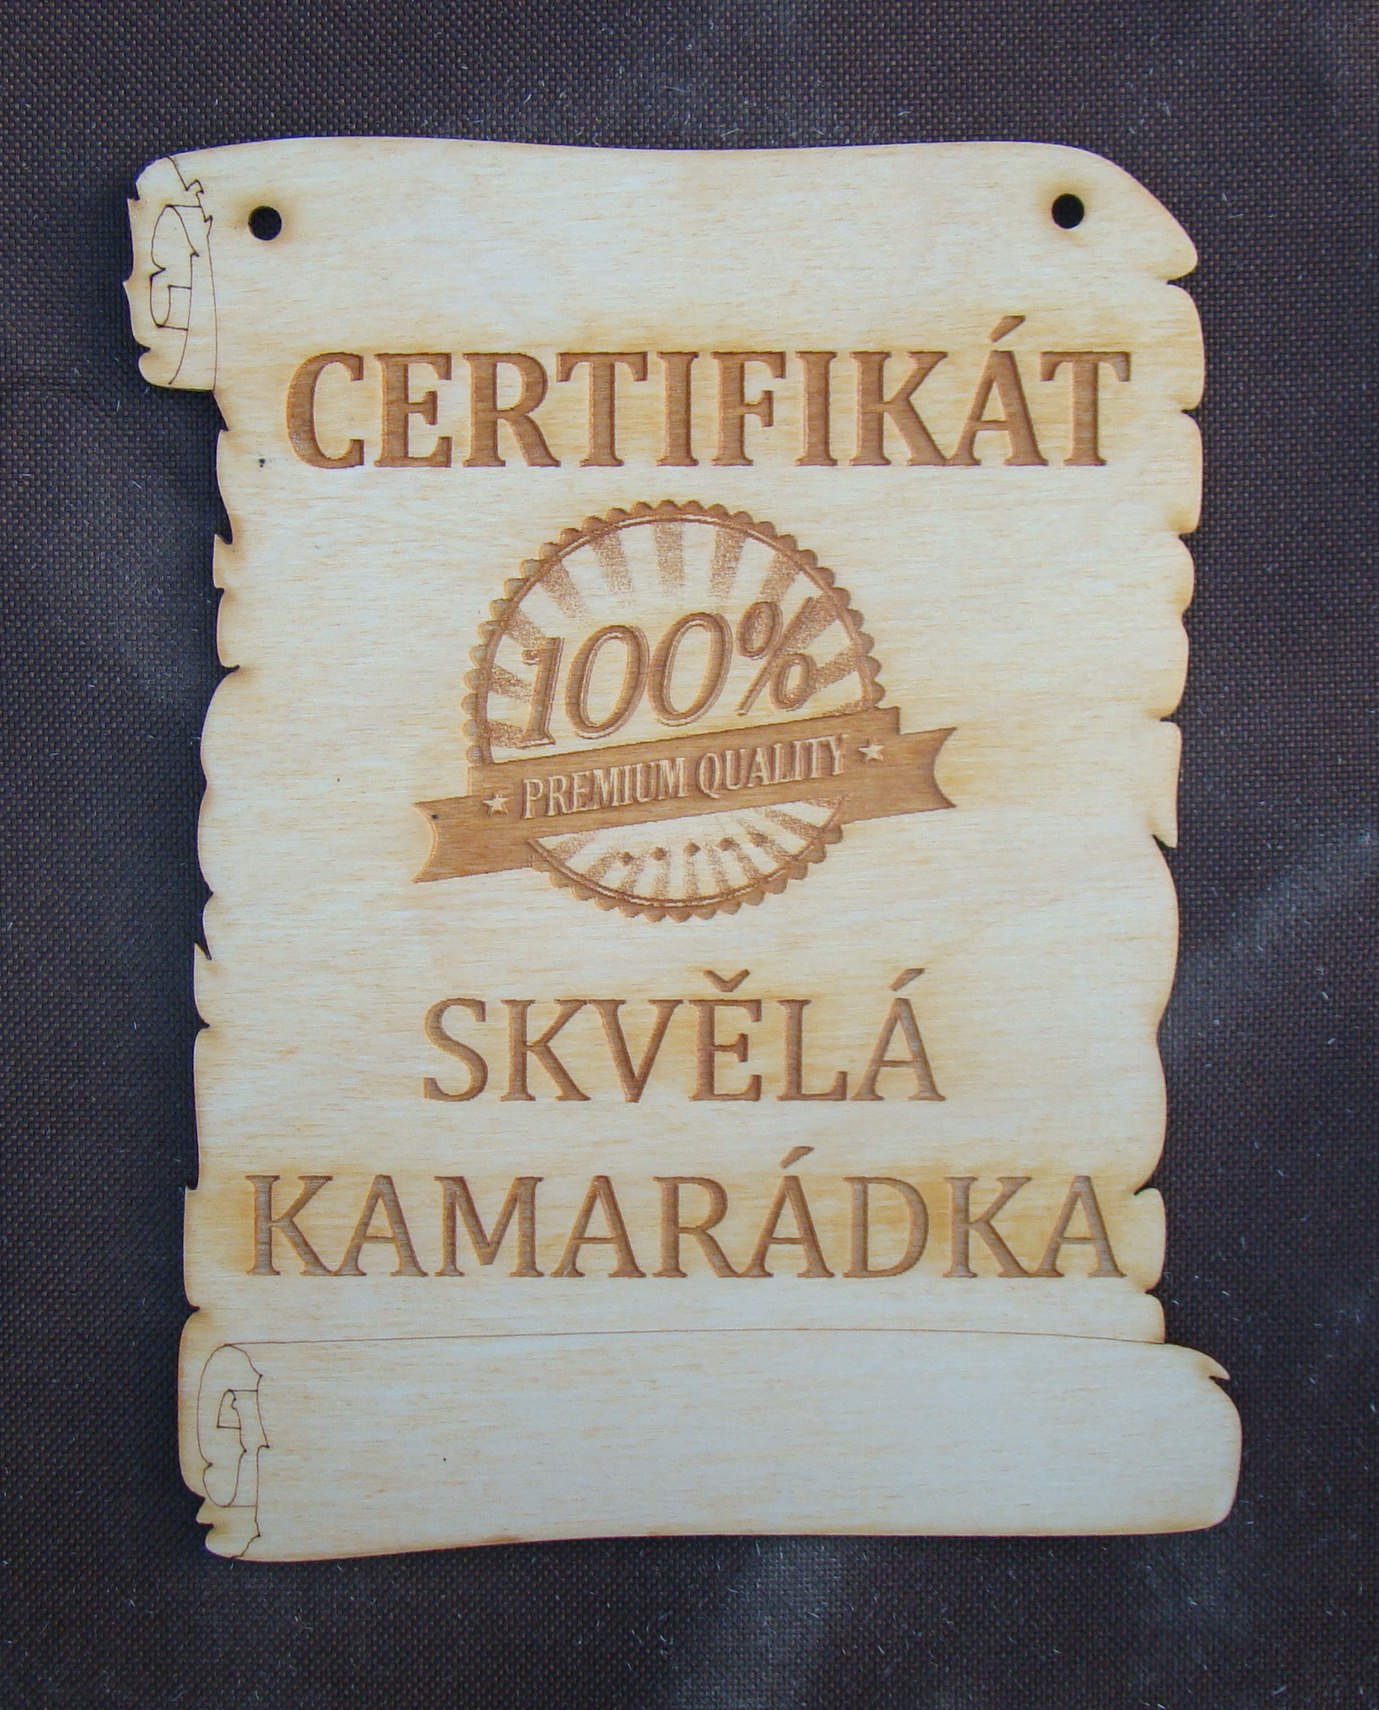 CERTIFIKÁT
100%
★ PREMIUM QUALITY ★
SKVĚLÁ
KAMARÁDKA